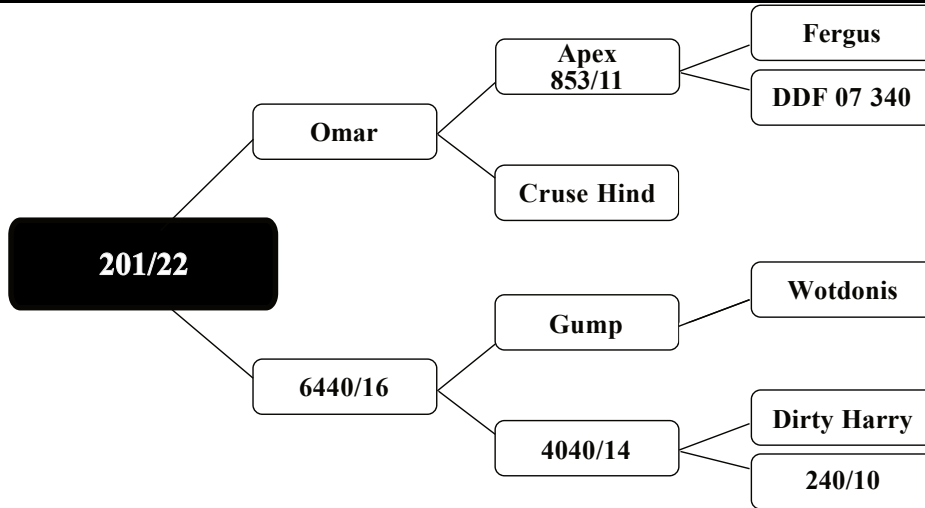 Fergus
Apex
853/11
DDF 07 340
Omar
Cruse Hind
201/22
Wotdonis
Gump
6440/16
Dirty Harry
4040/14
240/10